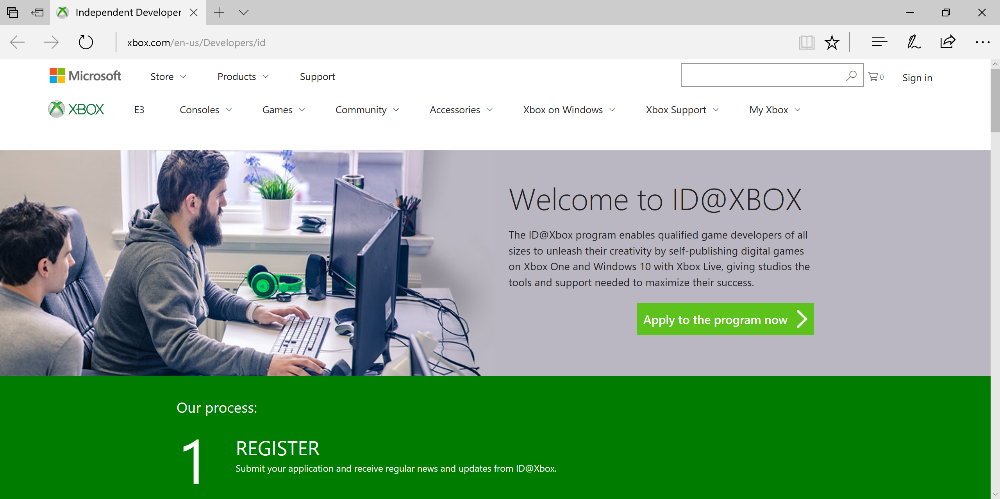 Independent Developer
xbox.com/en-us/Developers/id
Microsoft Store Products Support 0 Sign in
XBOX E3 Consoles Games Community Accessories Xbox on Windows Xbox Support My Xbox
Welcome to ID@XBOX
The ID@Xbox program enables qualified game developers of all
sizes to unleash their creativity by self-publishing digital games
on Xbox One and Windows 10 with Xbox Live, giving studios the
tools and support needed to maximize their success.
Apply to the program now
Our process:
1 REGISTER
Submit your application and receive regular news and updates from ID@Xbox.